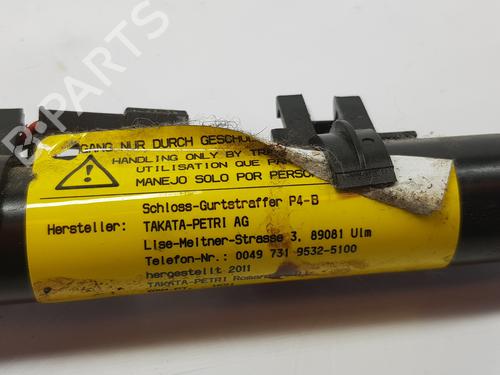 B-PARTS
GANG NUR DURCH GESCHU
HANDLING ONLY BY TRA
UTILISATION QUE PA
MANEJO SOLO POR PERSO
Schloss-Gurtstraffer P4-B
Hersteller: TAKATA-PETRI AG
Lise-Meltner-Strasse 3, 89081 Ulm
Telefon-Nr.: 0049 731 9532-5100
hergestellt 2011
TAKATA-PETRI